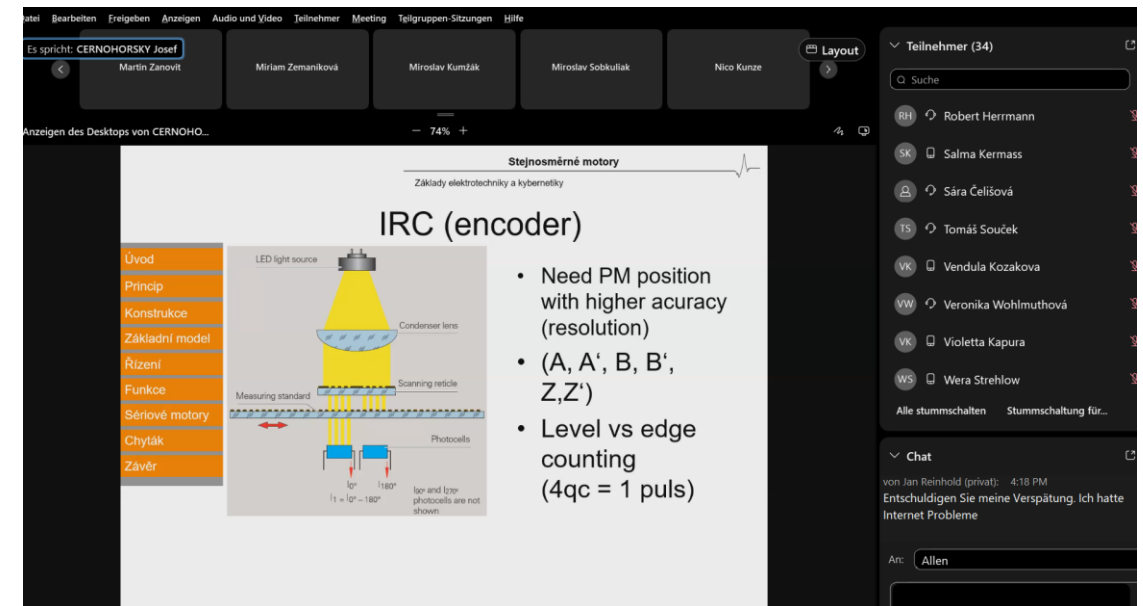 atei Bearbeiten Freigeben Anzeigen Audio und Video Teilnehmer Meeting Teilgruppen-Sitzungen Hilfe
Es spricht: CERNOHORSKY Josef
Layout
Martin Zanovit
Miriam Zemaníková
Miroslav Kumžák
Miroslav Sobkuliak
Nico Kunze
Anzeigen des Desktops von CERNOHO...
− 74% +
Stejnosměrné motory
Základy elektrotechniky a kybernetiky
IRC (encoder)
Úvod
Princip
Konstrukce
Základní model
Řízení
Funkce
Sériové motory
Chyták
Závěr
LED light source
Condenser lens
Scanning reticle
Measuring standard
Photocells
I0° I180°
I1 = I0° – 180°
I90° and I270°
photocells are not
shown
• Need PM position
with higher acuracy
(resolution)
• (A, A‘, B, B‘,
Z,Z‘)
• Level vs edge
counting
(4qc = 1 puls)
Teilnehmer (34)
Suche
RH Robert Herrmann
SK Salma Kermass
Sára Čelišová
TS Tomáš Souček
VK Vendula Kozakova
VW Veronika Wohlmuthová
VK Violetta Kapura
WS Wera Strehlow
Alle stummschalten Stummschaltung für...
Chat
von Jan Reinhold (privat): 4:18 PM
Entschuldigen Sie meine Verspätung. Ich hatte
Internet Probleme
An: Allen